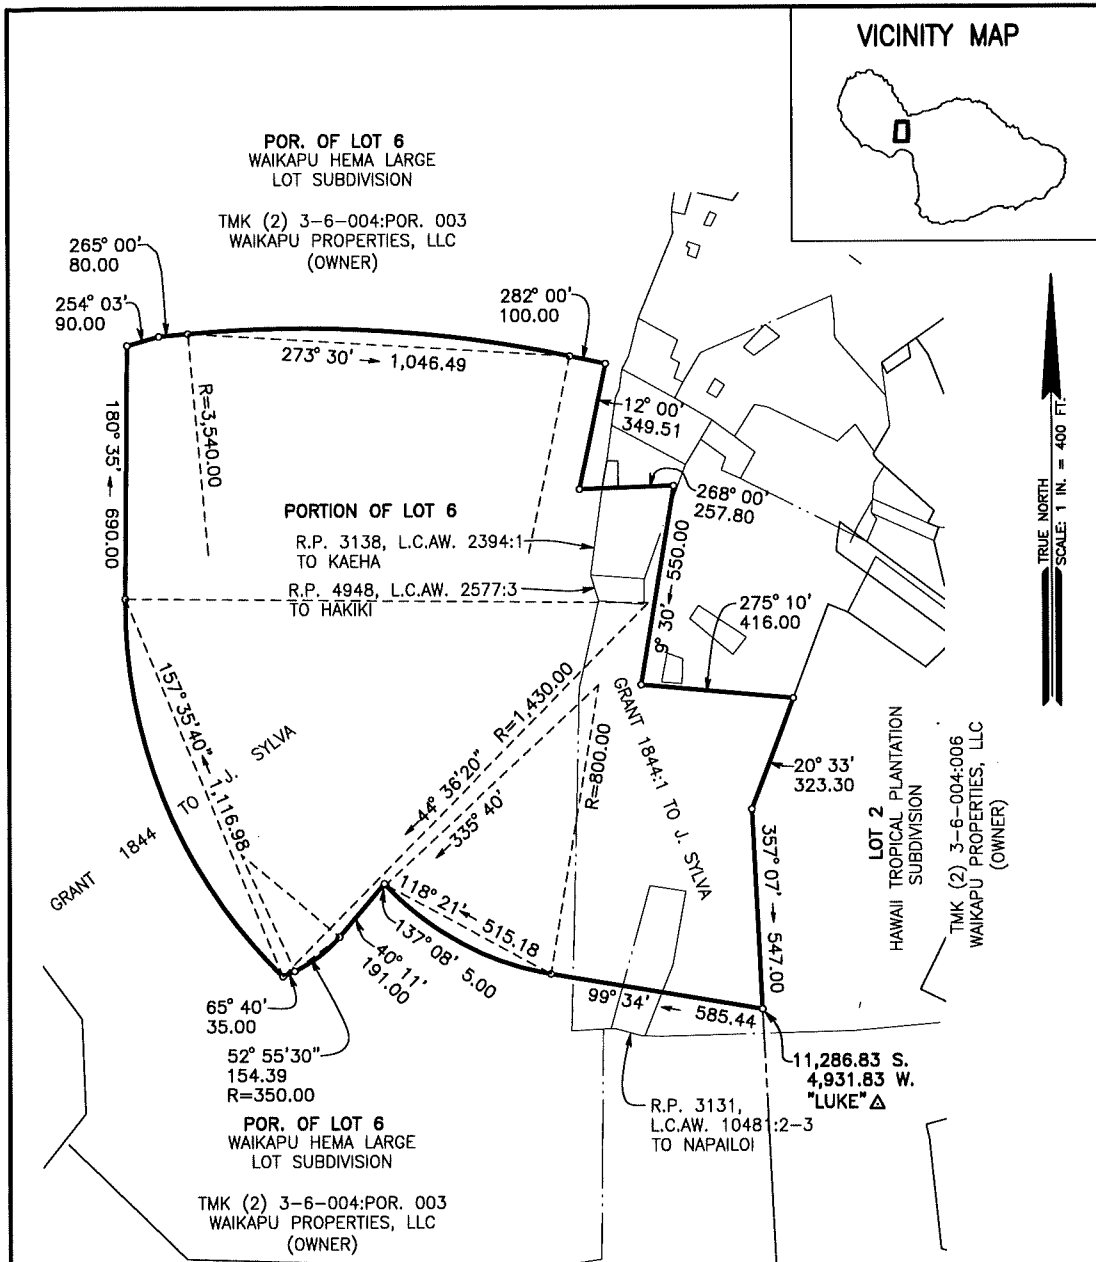 VICINITY MAP
POR. OF LOT 6
WAIKAPU HEMA LARGE
LOT SUBDIVISION
TMK (2) 3-6-004:POR. 003
WAIKAPU PROPERTIES, LLC
(OWNER)
265° 00'
80.00
254° 03'
90.00
282° 00'
100.00
273° 30' → 1,046.49
R=3,540.00
12° 00'
349.51
180° 35' ← 690.00
268° 00'
257.80
PORTION OF LOT 6
R.P. 3138, L.C.AW. 2394:1
TO KAEHA
R.P. 4948, L.C.AW. 2577:3
TO HAKIKI
9° 30' ← 550.00
275° 10'
416.00
TRUE NORTH
SCALE: 1 IN. = 400 FT.
157° 35'40" ← 1,116.98
R=1,430.00
44° 36'20"
335° 40'
R=800.00
GRANT 1844 TO J. SYLVA
GRANT 1844:1 TO J. SYLVA
20° 33'
323.30
357° 07' → 547.00
LOT 2
HAWAII TROPICAL PLANTATION
SUBDIVISION
TMK (2) 3-6-004:006
WAIKAPU PROPERTIES, LLC
(OWNER)
118° 21' ← 515.18
137° 08' 5.00
40° 11'
191.00
99° 34' ← 585.44
65° 40'
35.00
52° 55'30"
154.39
R=350.00
11,286.83 S.
4,931.83 W.
"LUKE" △
R.P. 3131,
L.C.AW. 10481:2-3
TO NAPAILOI
POR. OF LOT 6
WAIKAPU HEMA LARGE
LOT SUBDIVISION
TMK (2) 3-6-004:POR. 003
WAIKAPU PROPERTIES, LLC
(OWNER)